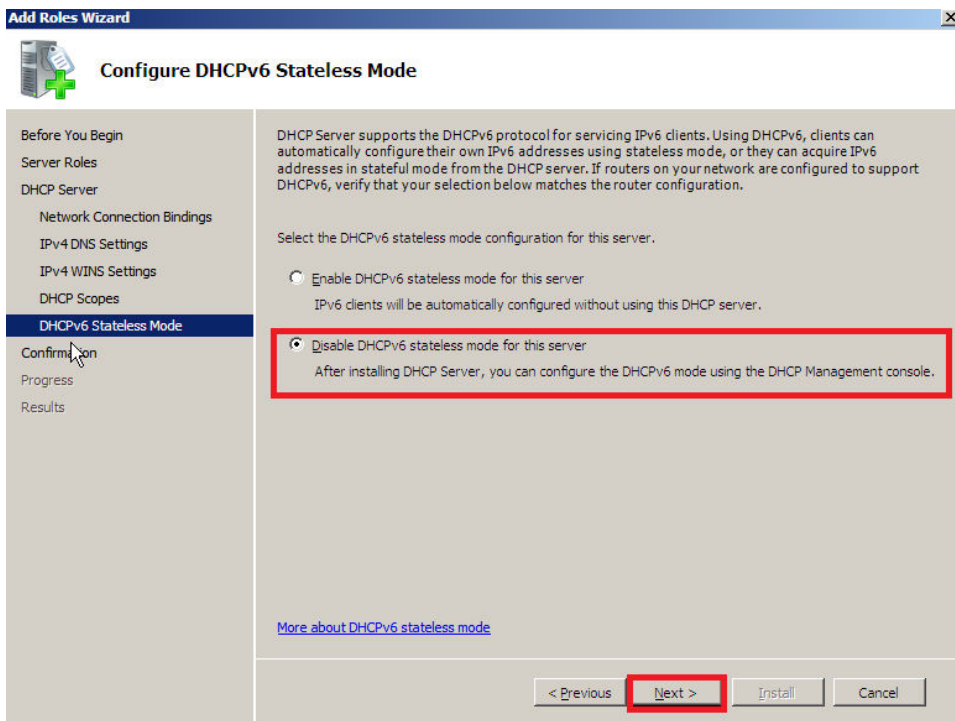 Add Roles Wizard
Configure DHCPv6 Stateless Mode
Before You Begin
Server Roles
DHCP Server
Network Connection Bindings
IPv4 DNS Settings
IPv4 WINS Settings
DHCP Scopes
DHCPv6 Stateless Mode
Confirmation
Progress
Results
DHCP Server supports the DHCPv6 protocol for servicing IPv6 clients. Using DHCPv6, clients can
automatically configure their own IPv6 addresses using stateless mode, or they can acquire IPv6
addresses in stateful mode from the DHCP server. If routers on your network are configured to support
DHCPv6, verify that your selection below matches the router configuration.
Select the DHCPv6 stateless mode configuration for this server.
Enable DHCPv6 stateless mode for this server
IPv6 clients will be automatically configured without using this DHCP server.
Disable DHCPv6 stateless mode for this server
After installing DHCP Server, you can configure the DHCPv6 mode using the DHCP Management console.
More about DHCPv6 stateless mode
< Previous
Next >
Install
Cancel